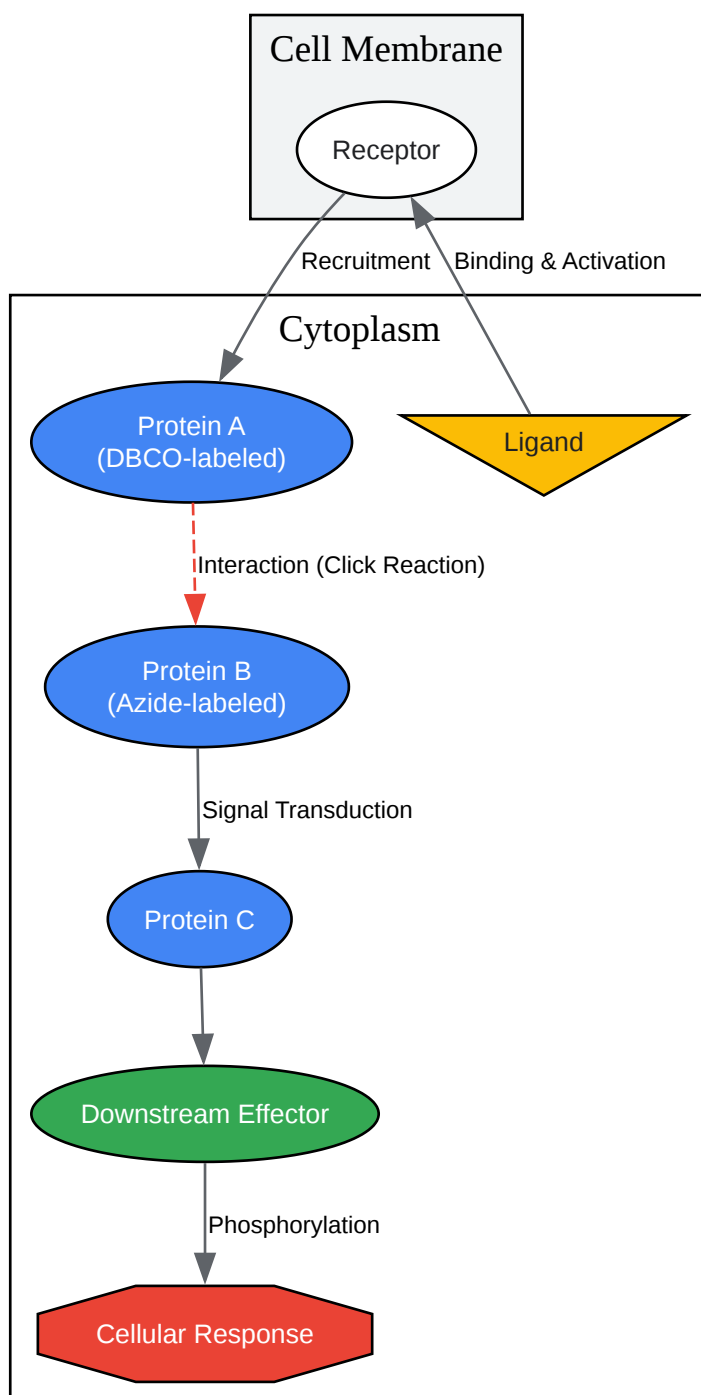 Cell Membrane
Receptor
Recruitment
Binding & Activation
Cytoplasm
Protein A
(DBCO-labeled)
Ligand
Interaction (Click Reaction)
Protein B
(Azide-labeled)
Signal Transduction
Protein C
Downstream Effector
Phosphorylation
Cellular Response